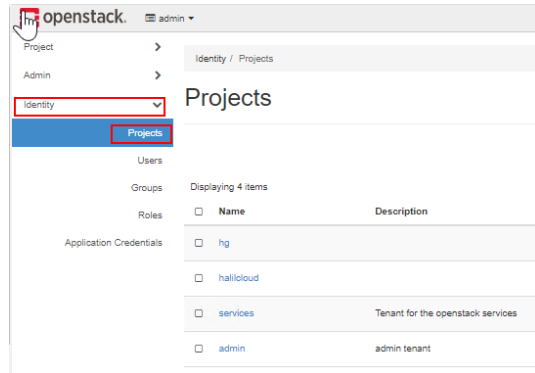 openstack. admin
Project
Admin
Identity
Projects
Users
Groups
Roles
Application Credentials
Identity / Projects
Projects
Displaying 4 items
Name Description
hg
halilcloud
services Tenant for the openstack services
admin admin tenant